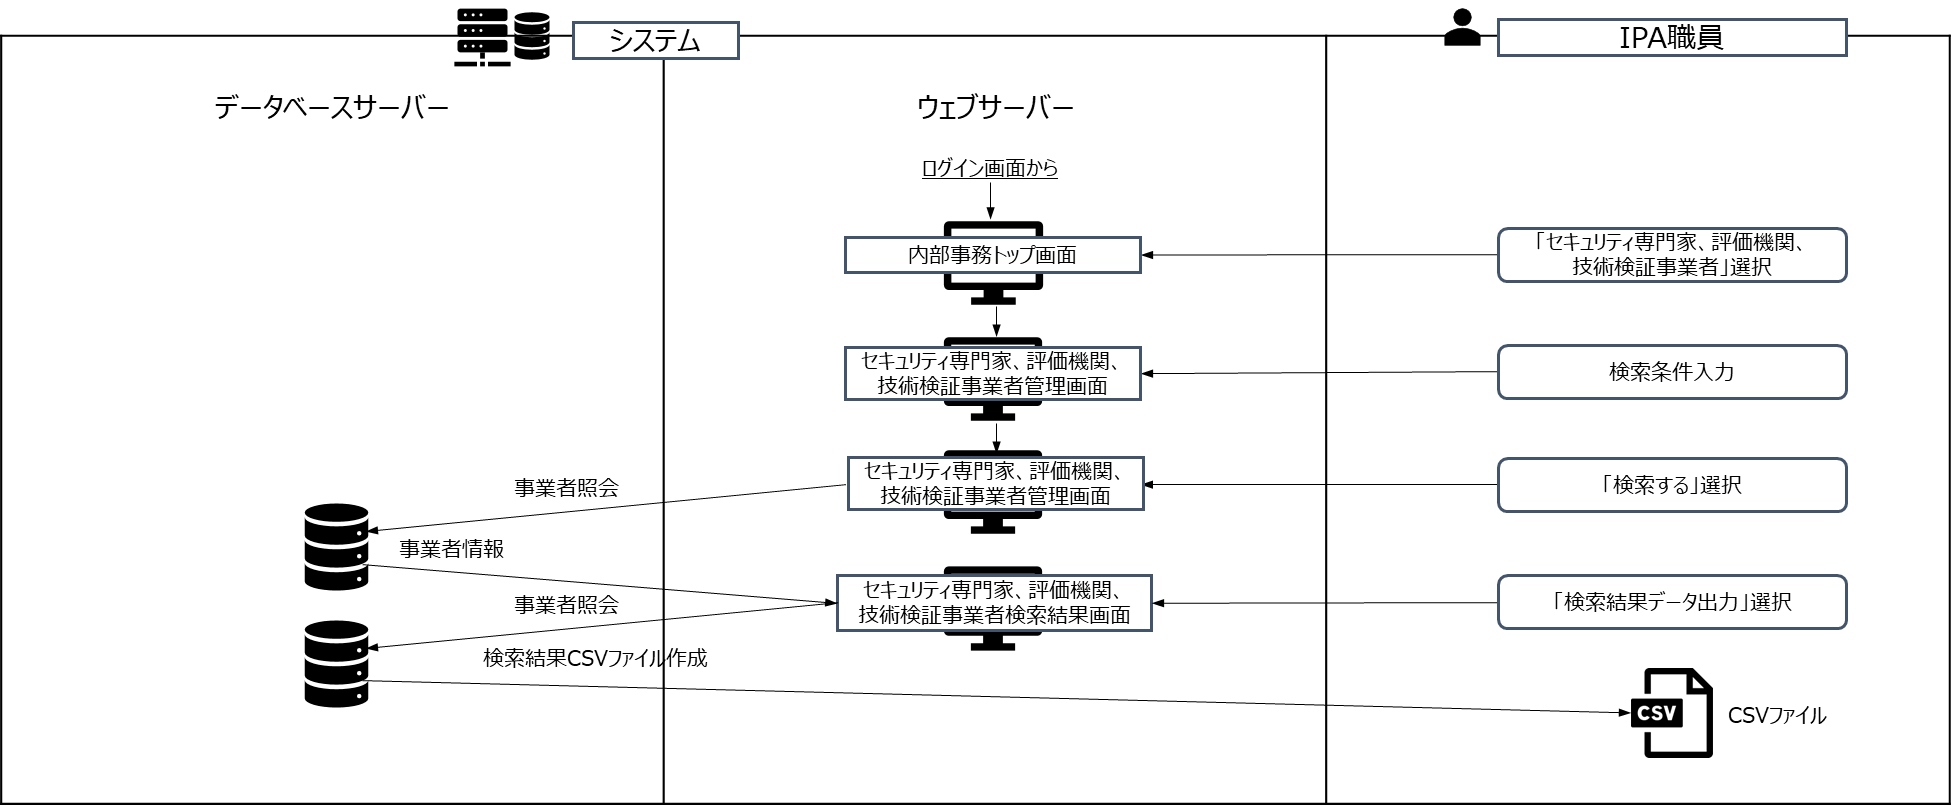 システム
IPA職員
データベースサーバー
ウェブサーバー
ログイン画面から
内部事務トップ画面
「セキュリティ専門家、評価機関、
技術検証事業者」選択
セキュリティ専門家、評価機関、
技術検証事業者管理画面
検索条件入力
セキュリティ専門家、評価機関、
技術検証事業者管理画面
「検索する」選択
事業者照会
事業者情報
セキュリティ専門家、評価機関、
技術検証事業者検索結果画面
「検索結果データ出力」選択
事業者照会
検索結果CSVファイル作成
CSV
CSVファイル